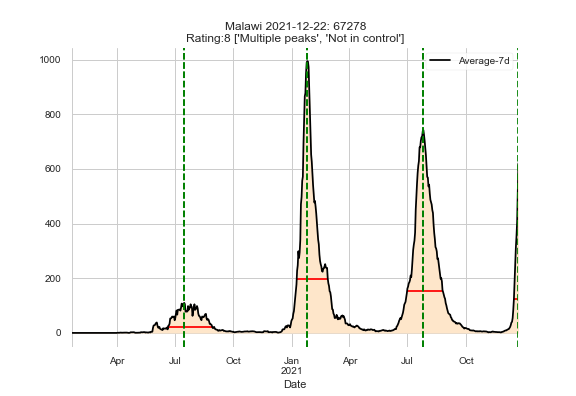 Malawi 2021-12-22: 67278
Rating:8 ['Multiple peaks', 'Not in control']
1000
Average-7d
800
600
400
200
0
Apr Jul Oct Jan Apr Jul Oct
2021
Date